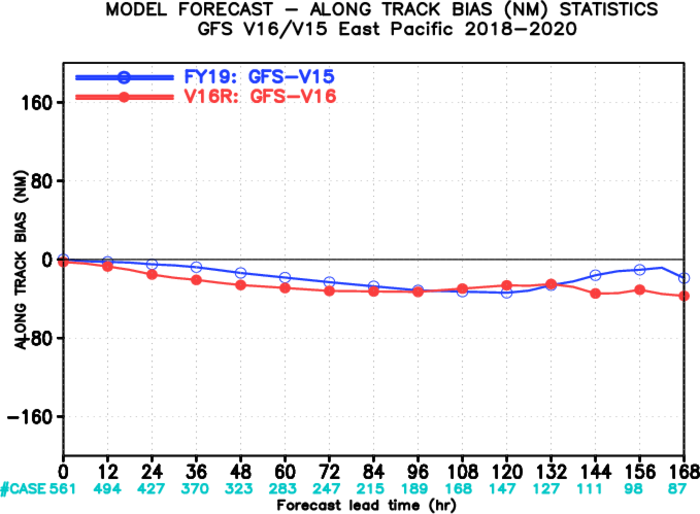 MODEL FORECAST – ALONG TRACK BIAS (NM) STATISTICS
GFS V16/V15 East Pacific 2018–2020
FY19: GFS–V15
V16R: GFS–V16
160
80
0
–80
–160
ALONG TRACK BIAS (NM)
0 12 24 36 48 60 72 84 96 108 120 132 144 156 168
#CASE 561 494 427 370 323 283 247 215 189 168 147 127 111 98 87
Forecast lead time (hr)